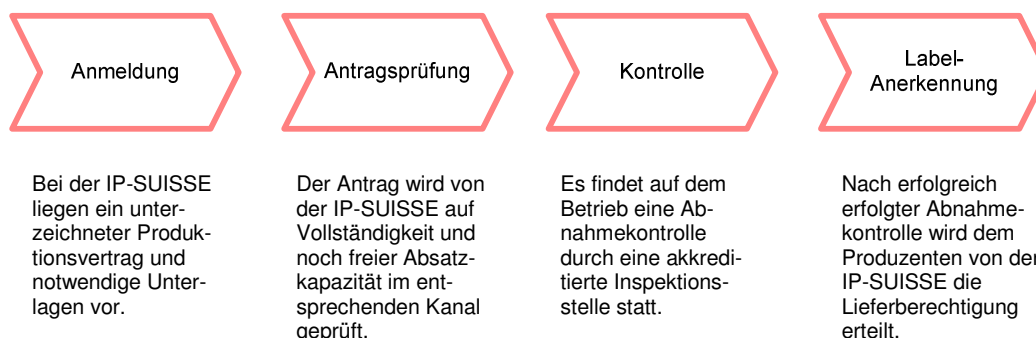 Anmeldung
Antragsprüfung
Kontrolle
Label-
Anerkennung
Bei der IP-SUISSE
liegen ein unter-
zeichneter Produk-
tionsvertrag und
notwendige Unter-
lagen vor.
Der Antrag wird von
der IP-SUISSE auf
Vollständigkeit und
noch freier Absatz-
kapazität im ent-
sprechenden Kanal
geprüft.
Es findet auf dem
Betrieb eine Ab-
nahmekontrolle
durch eine akkredi-
tierte Inspektions-
stelle statt.
Nach erfolgreich
erfolgter Abnahme-
kontrolle wird dem
Produzenten von der
IP-SUISSE die
Lieferberechtigung
erteilt.